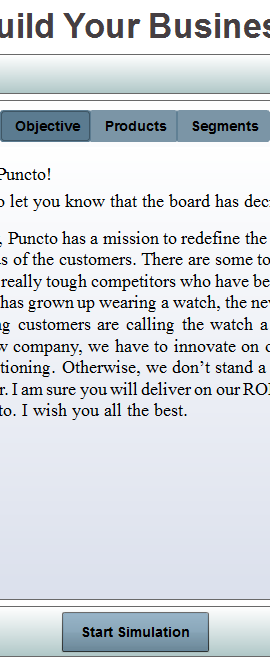 uild Your Busines
Objective Products Segments
Puncto!
o let you know that the board has dec
, Puncto has a mission to redefine the
s of the customers. There are some to
really tough competitors who have be
has grown up wearing a watch, the ne
ng customers are calling the watch a
w company, we have to innovate on
tioning. Otherwise, we don't stand a
r. I am sure you will deliver on our RO
to. I wish you all the best.
Start Simulation